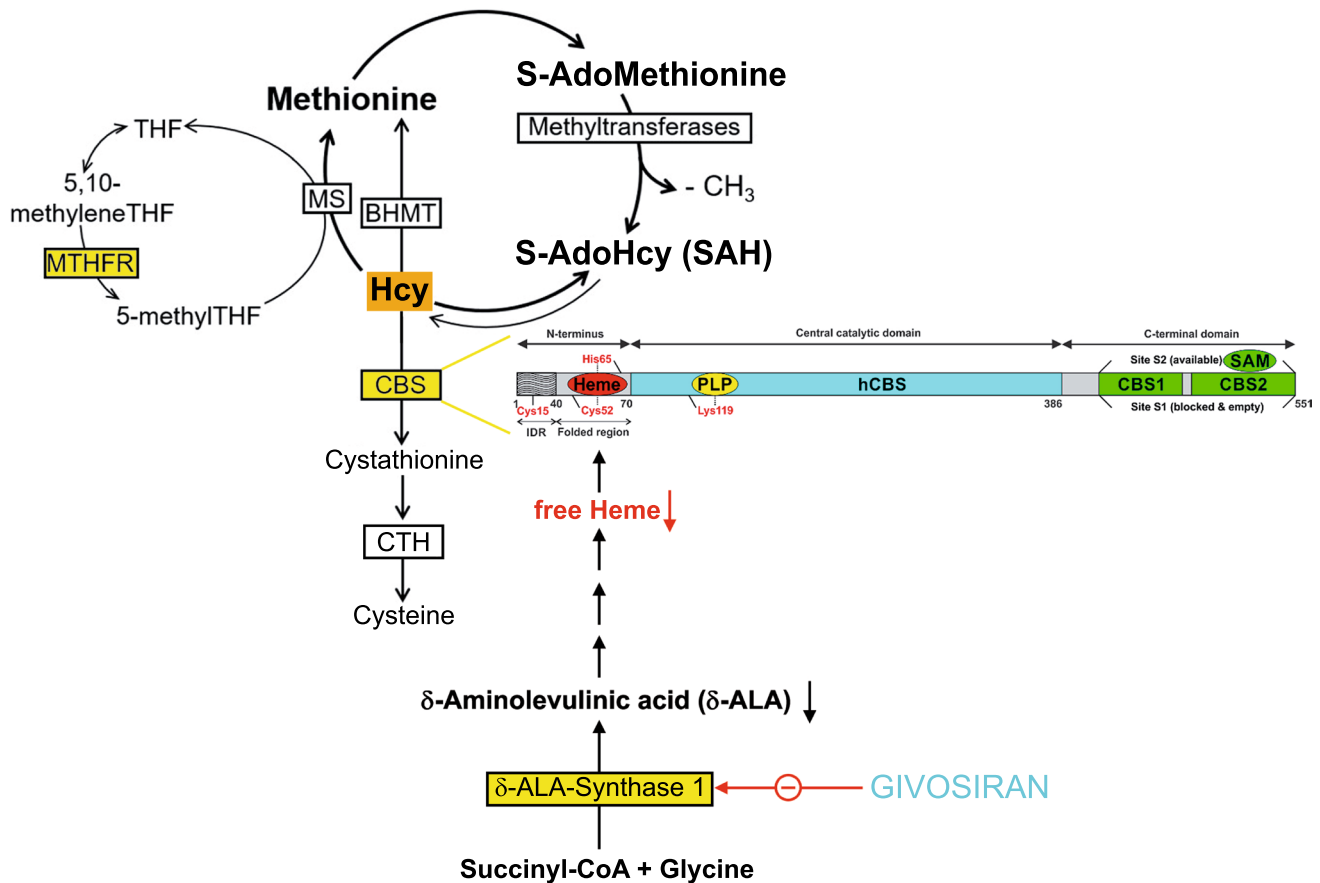 S-AdoMethionine
Methionine
Methyltransferases
THF
- CH3
5,10-
methyleneTHF
MS
BHMT
MTHFR
S-AdoHcy (SAH)
Hcy
5-methylTHF
N-terminus
Central catalytic domain
C-terminal domain
His65
Site S2 (available)
SAM
CBS
Heme
PLP
hCBS
CBS1
CBS2
1
40
70
386
551
Cys15
Cys52
Lys119
Site S1 (blocked & empty)
IDR
Folded region
Cystathionine
free Heme
CTH
Cysteine
δ-Aminolevulinic acid (δ-ALA)
δ-ALA-Synthase 1
GIVOSIRAN
Succinyl-CoA + Glycine